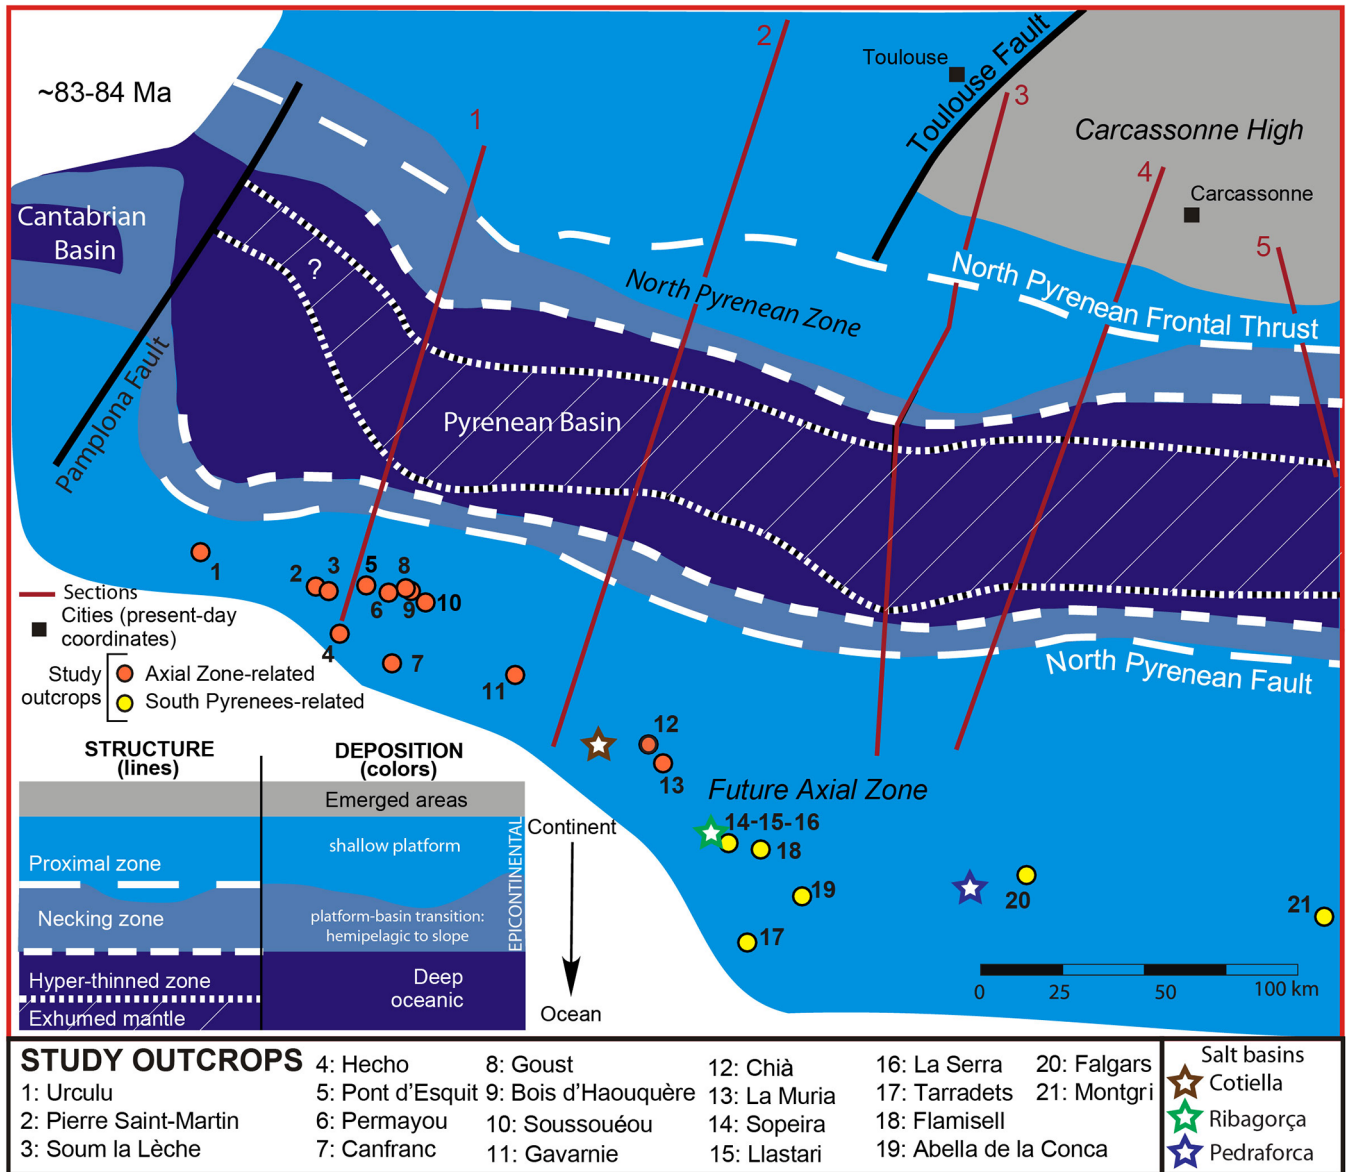 ~83-84 Ma
1
2
Toulouse
Toulouse Fault
3
Carcassonne High
4
Carcassonne
5
Cantabrian
Basin
?
North Pyrenean Zone
North Pyrenean Frontal Thrust
Pamplona Fault
Pyrenean Basin
North Pyrenean Fault
1
2
3
5
8
6
9
10
4
7
11
12
13
Future Axial Zone
14-15-16
18
19
17
20
21
Sections
Cities (present-day
coordinates)
Study
outcrops
Axial Zone-related
South Pyrenees-related
STRUCTURE
(lines)
DEPOSITION
(colors)
Emerged areas
Proximal zone
shallow platform
Necking zone
platform-basin transition:
hemipelagic to slope
EPICONTINENTAL
Hyper-thinned zone
Deep
oceanic
Exhumed mantle
Continent
Ocean
0 25 50 100 km
STUDY OUTCROPS
1: Urculu
2: Pierre Saint-Martin
3: Soum la Lèche
4: Hecho
5: Pont d'Esquit
6: Permayou
7: Canfranc
8: Goust
9: Bois d'Haouquère
10: Soussouéou
11: Gavarnie
12: Chià
13: La Muria
14: Sopeira
15: Llastari
16: La Serra
17: Tarradets
18: Flamisell
19: Abella de la Conca
20: Falgars
21: Montgri
Salt basins
Cotiella
Ribagorça
Pedraforca